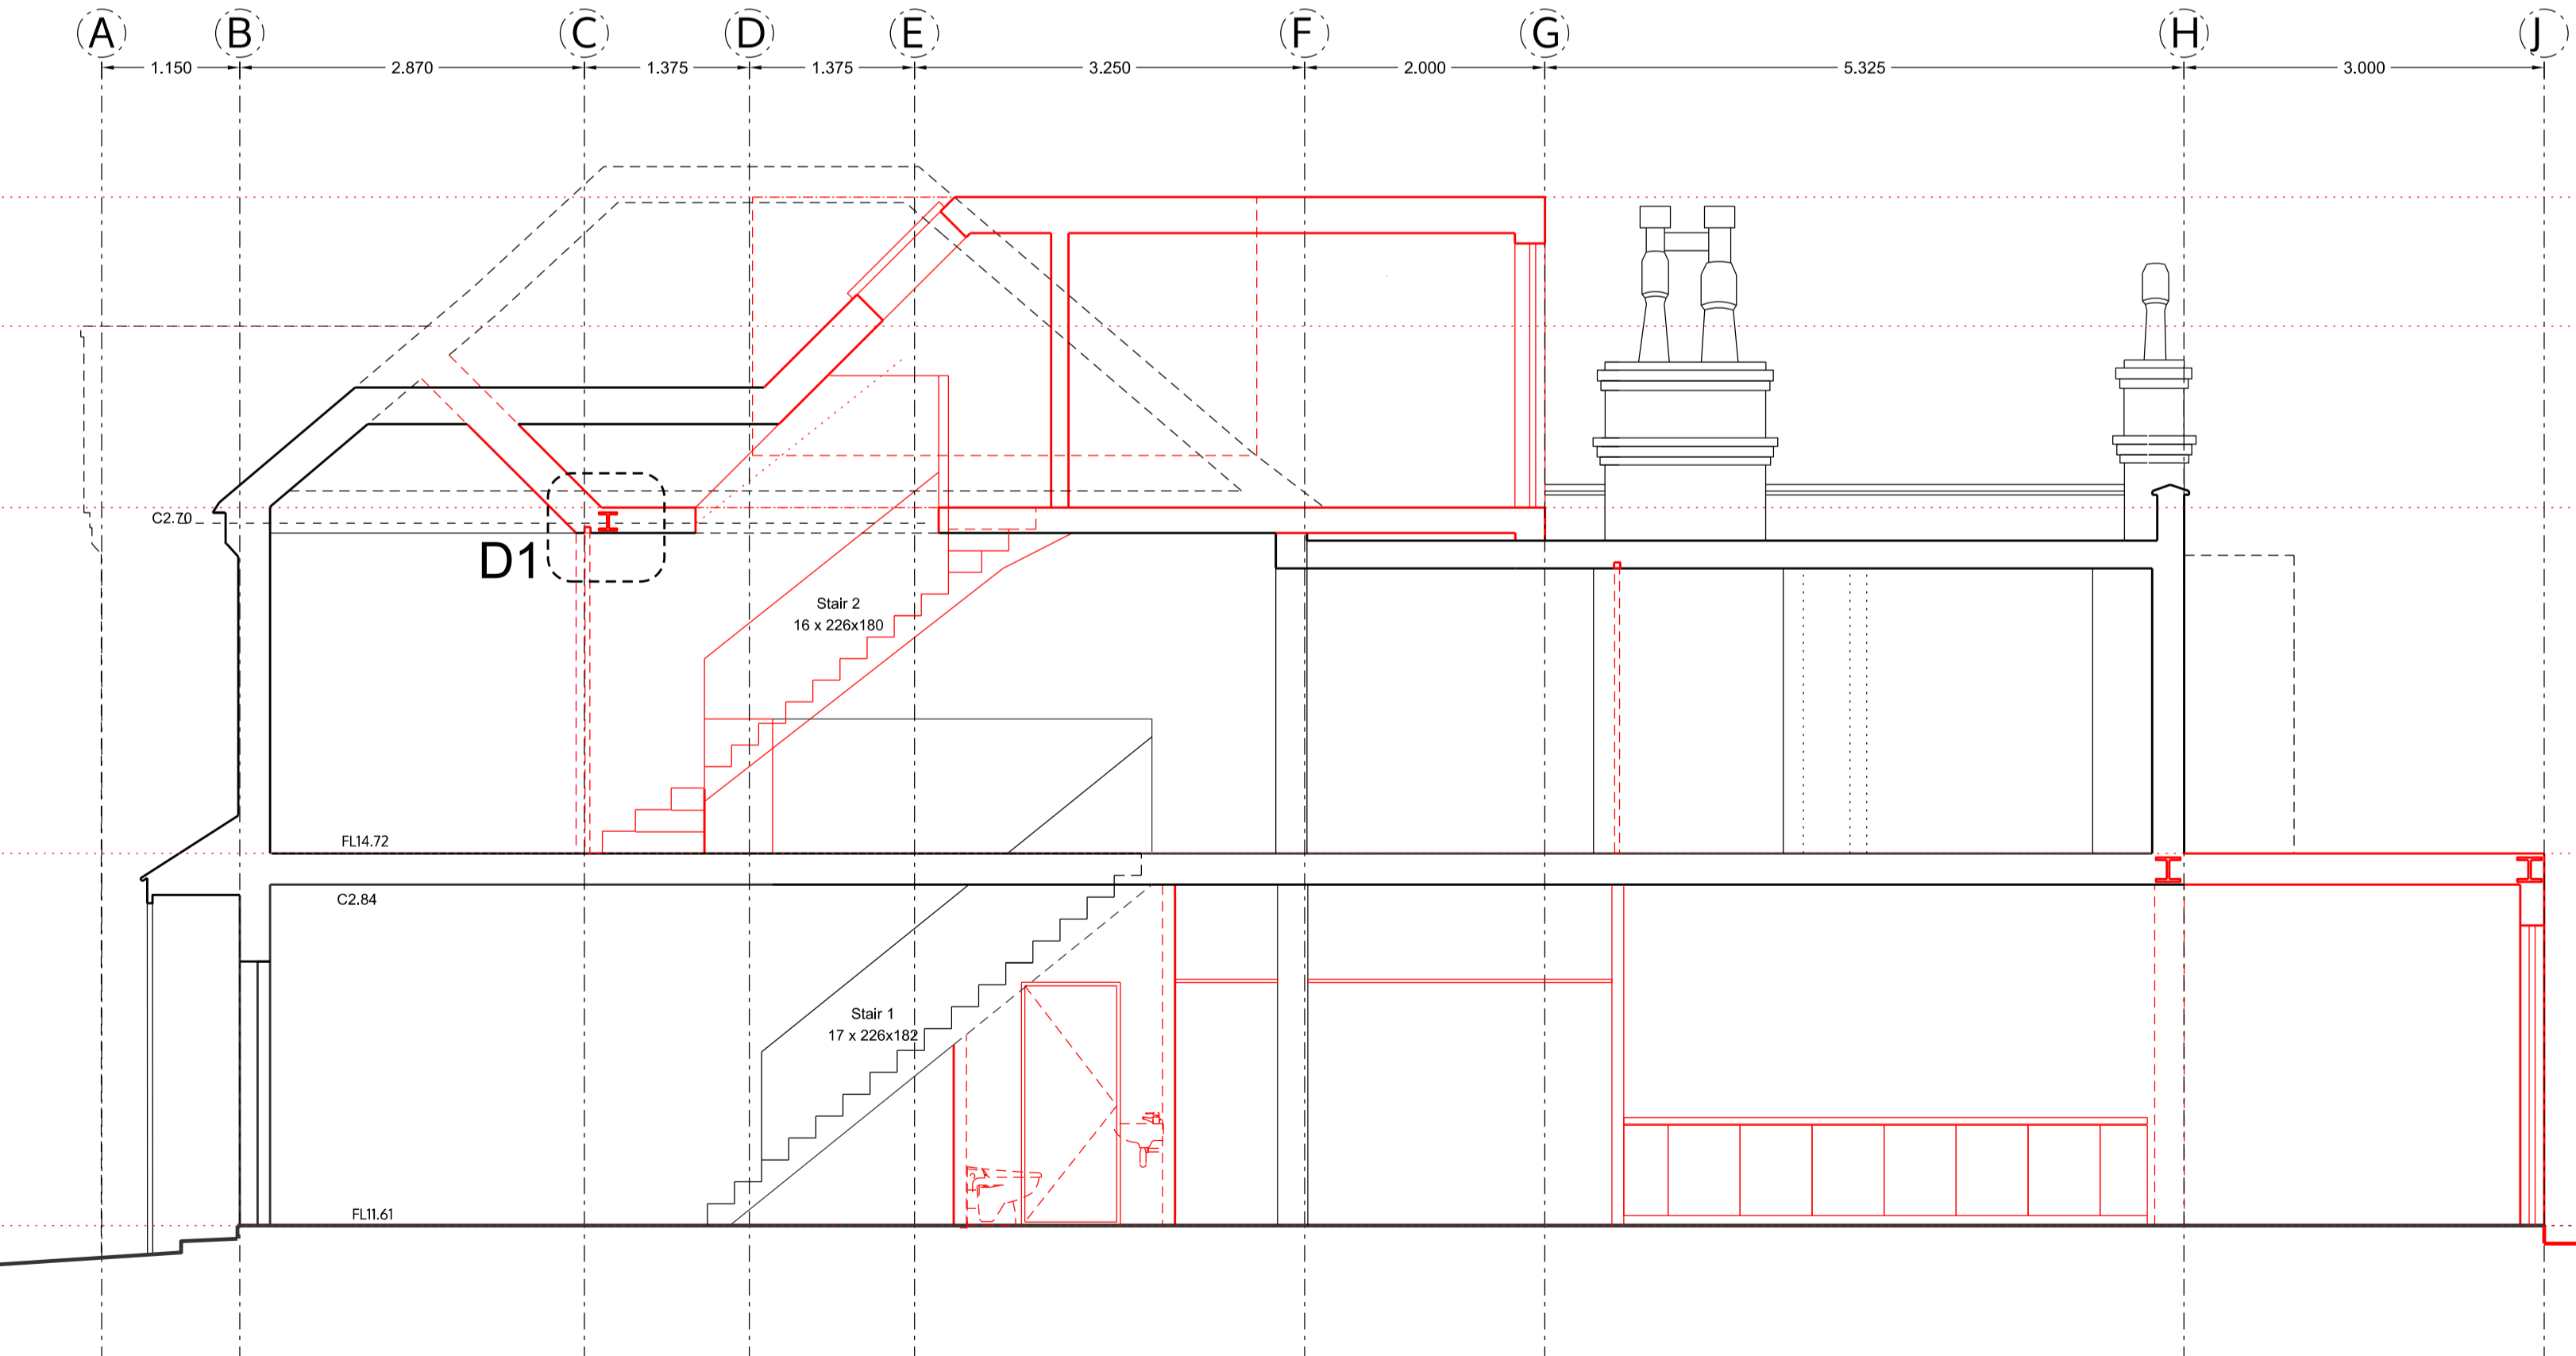 A B C D E F G H J
1.150 2.870 1.375 1.375 3.250 2.000 5.325 3.000
C2.70
D1
Stair 2
16 x 226x180
FL14.72
C2.84
Stair 1
17 x 226x182
FL11.61